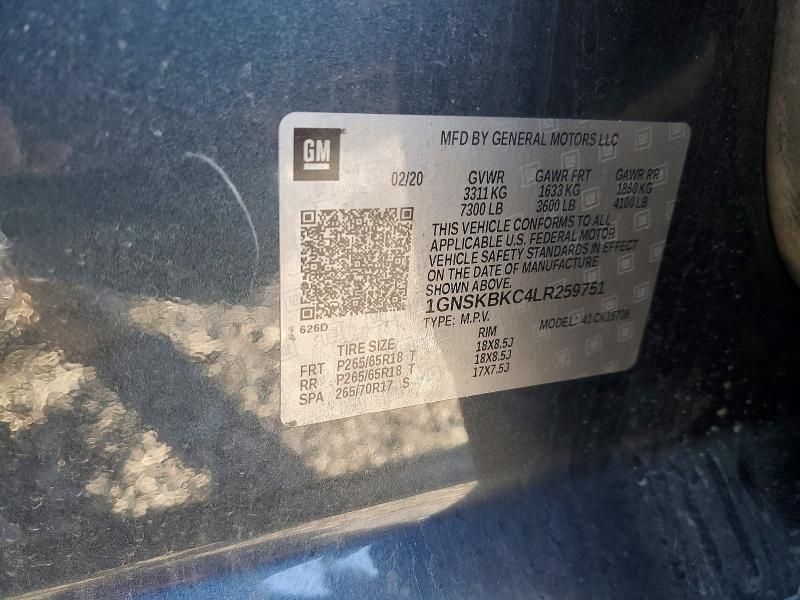 GM
MFD BY GENERAL MOTORS LLC
02/20 GVWR GAWR FRT GAWR RR
3311 KG 1633 KG 1860 KG
7300 LB 3600 LB 4100 LB
THIS VEHICLE CONFORMS TO ALL
APPLICABLE U.S. FEDERAL MOTOR
VEHICLE SAFETY STANDARDS IN EFFECT
ON THE DATE OF MANUFACTURE
SHOWN ABOVE.
1GNSKBKC4LR259751
626D TYPE: M.P.V. MODEL: 41CK15706
TIRE SIZE RIM
FRT P265/65R18 T 18X8.5J
RR P265/65R18 T 18X8.5J
SPA 265/70R17 S 17X7.5J